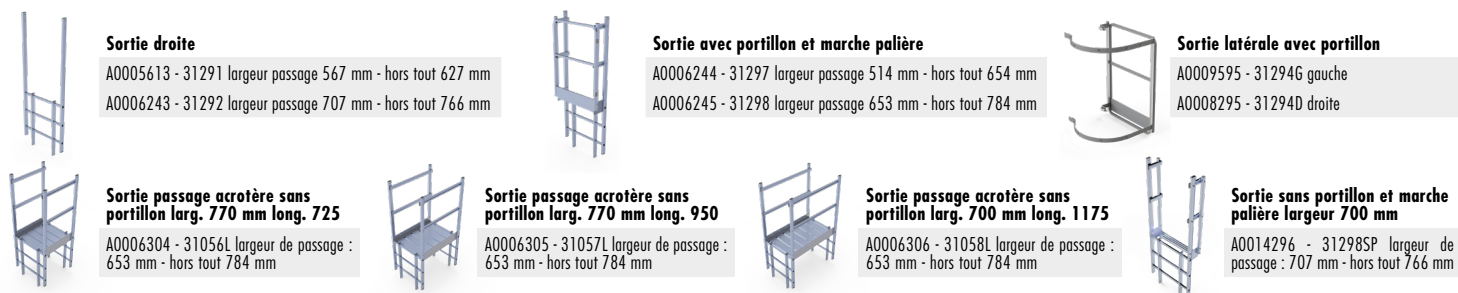 Sortie droite
A0005613 - 31291 largeur passage 567 mm - hors tout 627 mm
A0006243 - 31292 largeur passage 707 mm - hors tout 766 mm
Sortie avec portillon et marche palière
A0006244 - 31297 largeur passage 514 mm - hors tout 654 mm
A0006245 - 31298 largeur passage 653 mm - hors tout 784 mm
Sortie latérale avec portillon
A0009595 - 31294G gauche
A0008295 - 31294D droite
Sortie passage acrotère sans
portillon larg. 770 mm long. 725
A0006304 - 31056L largeur de passage :
653 mm - hors tout 784 mm
Sortie passage acrotère sans
portillon larg. 770 mm long. 950
A0006305 - 31057L largeur de passage :
653 mm - hors tout 784 mm
Sortie passage acrotère sans
portillon larg. 700 mm long. 1175
A0006306 - 31058L largeur de passage :
653 mm - hors tout 784 mm
Sortie sans portillon et marche
palière largeur 700 mm
A0014296 - 31298SP largeur de
passage : 707 mm - hors tout 766 mm